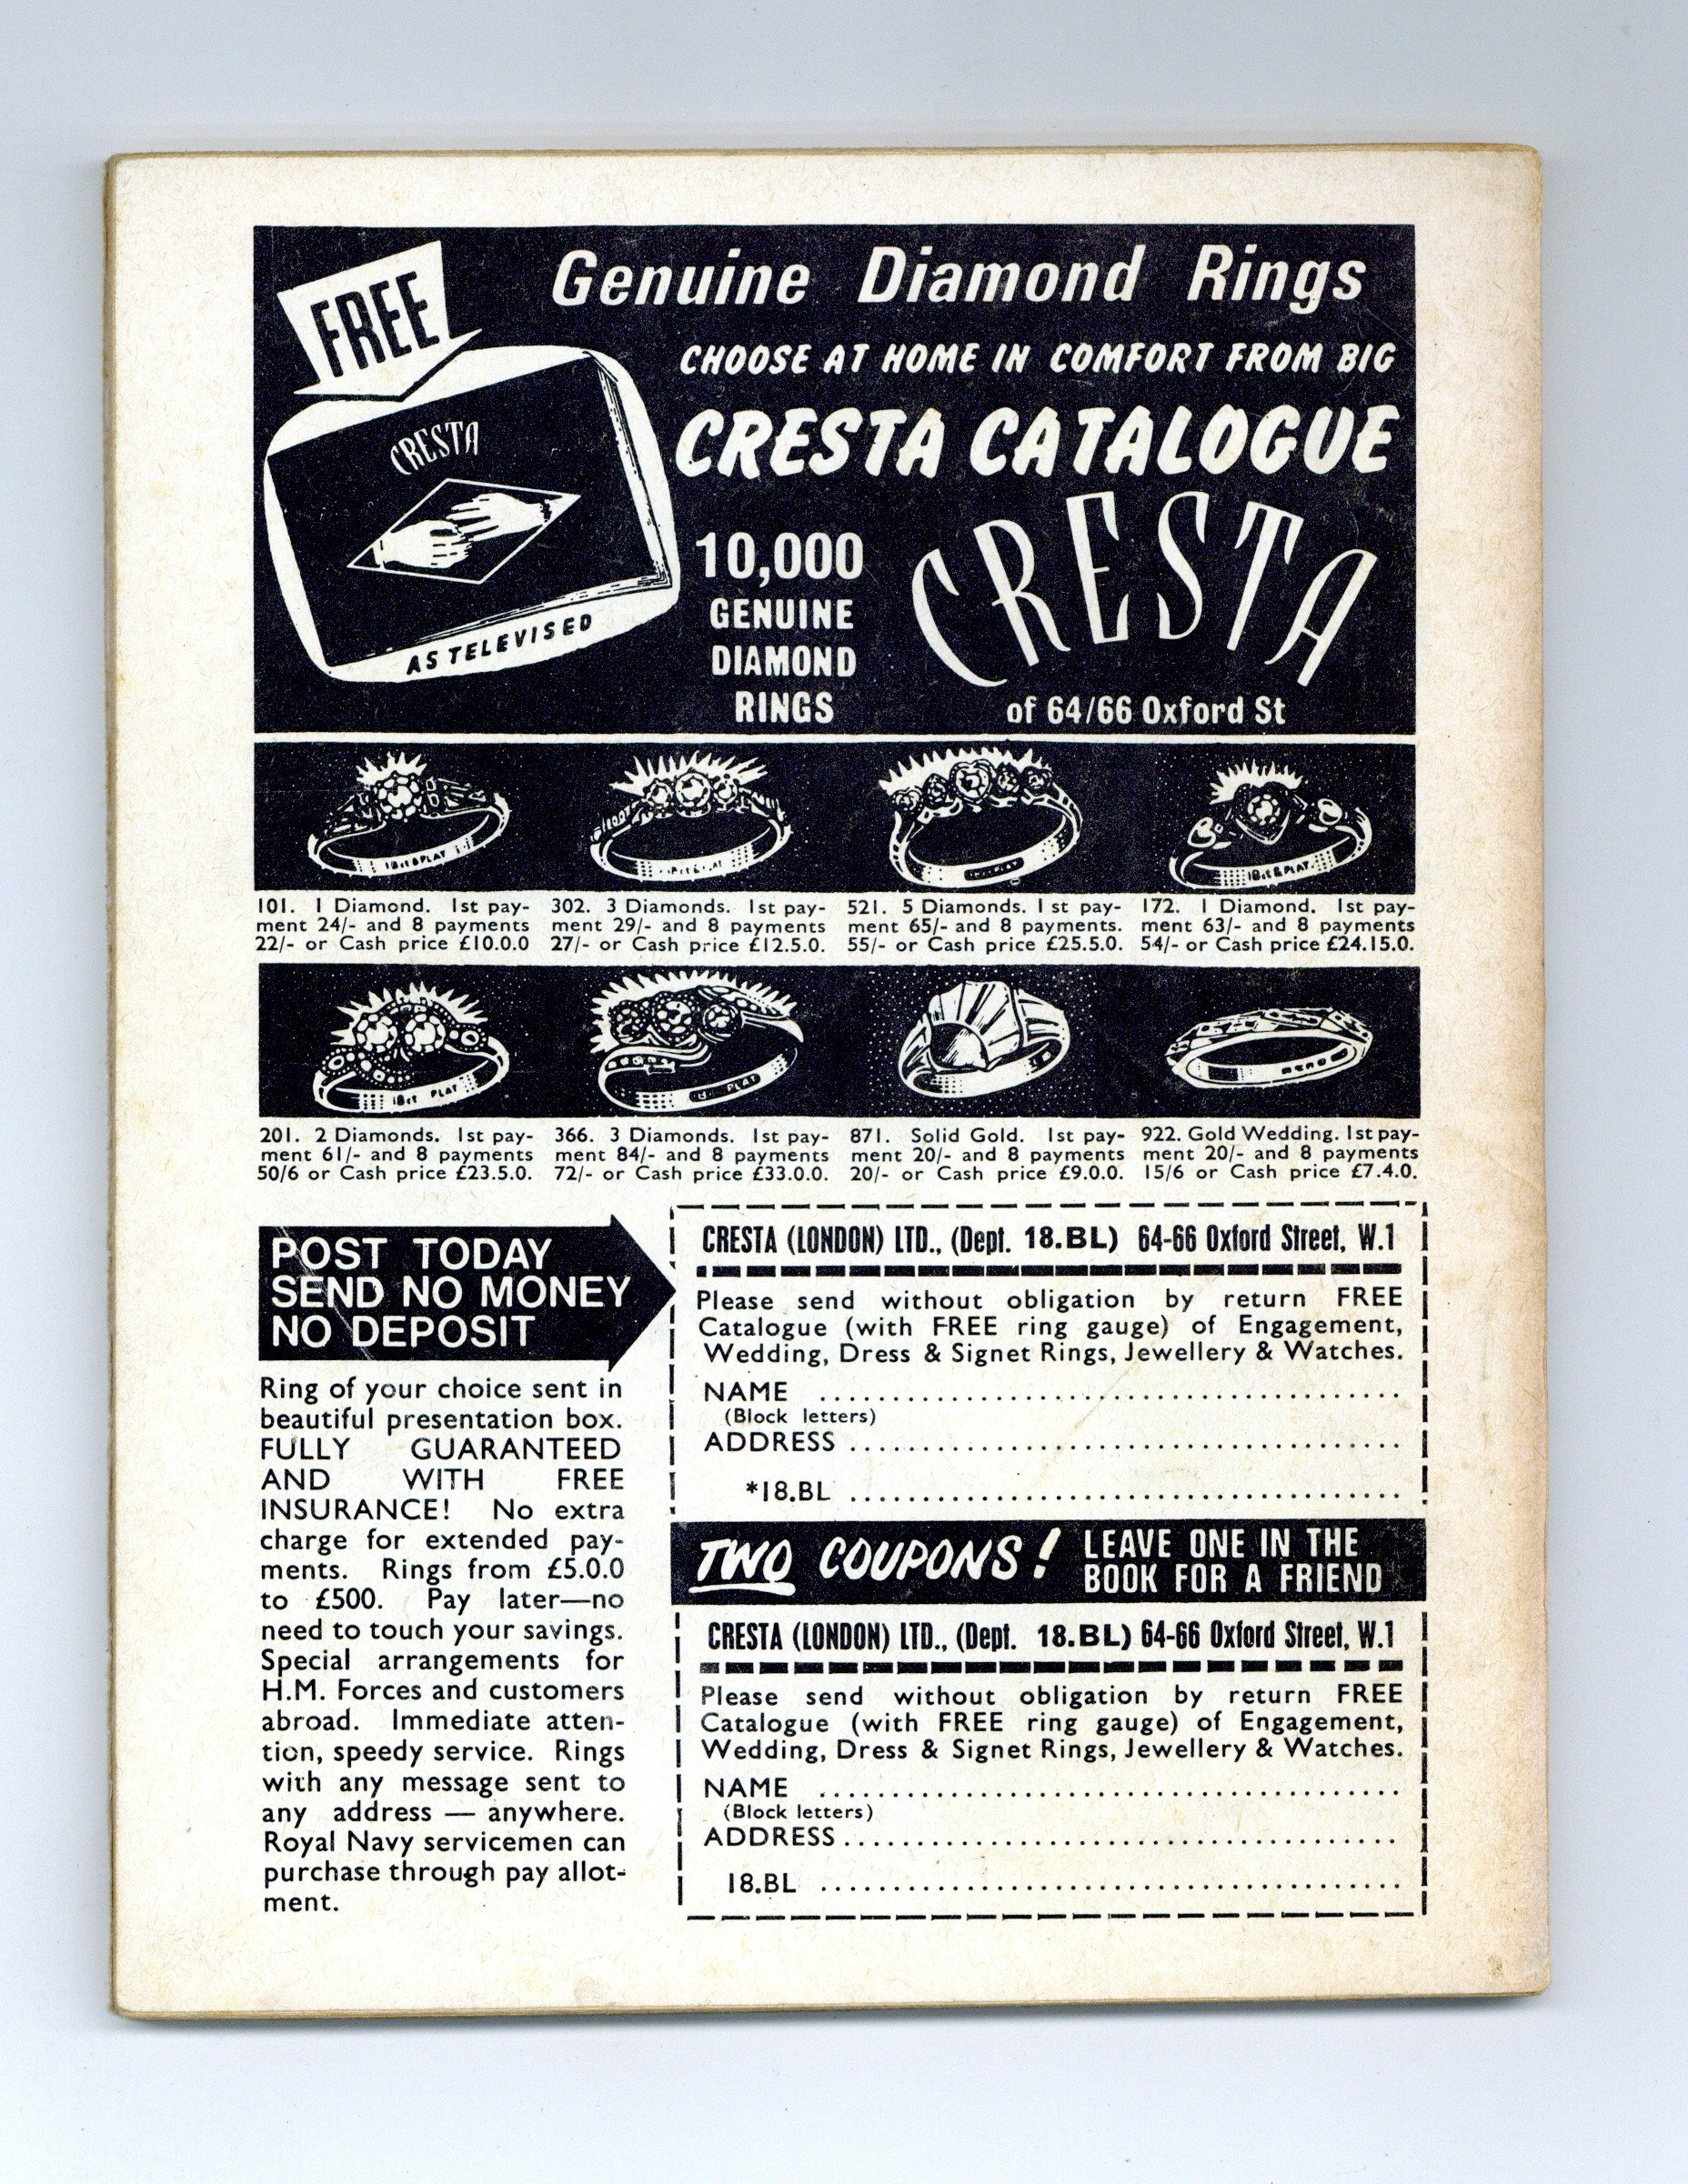 FREE
Genuine Diamond Rings
CHOOSE AT HOME IN COMFORT FROM BIG
CRESTA CATALOGUE
CRESTA
AS TELEVISED
10,000
GENUINE
DIAMOND
RINGS
CRESTA
of 64/66 Oxford St
18ct & PLAT
18ct & PLAT
101. 1 Diamond. 1st pay-
ment 24/- and 8 payments
22/- or Cash price £10.0.0
302. 3 Diamonds. 1st pay-
ment 29/- and 8 payments
27/- or Cash price £12.5.0.
521. 5 Diamonds. 1st pay-
ment 65/- and 8 payments.
55/- or Cash price £25.5.0.
172. 1 Diamond. 1st pay-
ment 63/- and 8 payments
54/- or Cash price £24.15.0.
18ct PLAT
PLAT
201. 2 Diamonds. 1st pay-
ment 61/- and 8 payments
50/6 or Cash price £23.5.0.
366. 3 Diamonds. 1st pay-
ment 84/- and 8 payments
72/- or Cash price £33.0.0.
871. Solid Gold. 1st pay-
ment 20/- and 8 payments
20/- or Cash price £9.0.0.
922. Gold Wedding. 1st pay-
ment 20/- and 8 payments
15/6 or Cash price £7.4.0.
POST TODAY
SEND NO MONEY
NO DEPOSIT
Ring of your choice sent in
beautiful presentation box.
FULLY GUARANTEED
AND WITH FREE
INSURANCE! No extra
charge for extended pay-
ments. Rings from £5.0.0
to £500. Pay later—no
need to touch your savings.
Special arrangements for
H.M. Forces and customers
abroad. Immediate atten-
tion, speedy service. Rings
with any message sent to
any address — anywhere.
Royal Navy servicemen can
purchase through pay allot-
ment.
CRESTA (LONDON) LTD., (Dept. 18.BL) 64-66 Oxford Street, W.1
Please send without obligation by return FREE
Catalogue (with FREE ring gauge) of Engagement,
Wedding, Dress & Signet Rings, Jewellery & Watches.
NAME ........................................
(Block letters)
ADDRESS ......................................
*18.BL ......................................
TWO COUPONS! LEAVE ONE IN THE
BOOK FOR A FRIEND
CRESTA (LONDON) LTD., (Dept. 18.BL) 64-66 Oxford Street, W.1
Please send without obligation by return FREE
Catalogue (with FREE ring gauge) of Engagement,
Wedding, Dress & Signet Rings, Jewellery & Watches.
NAME ........................................
(Block letters)
ADDRESS......................................
18.BL ........................................